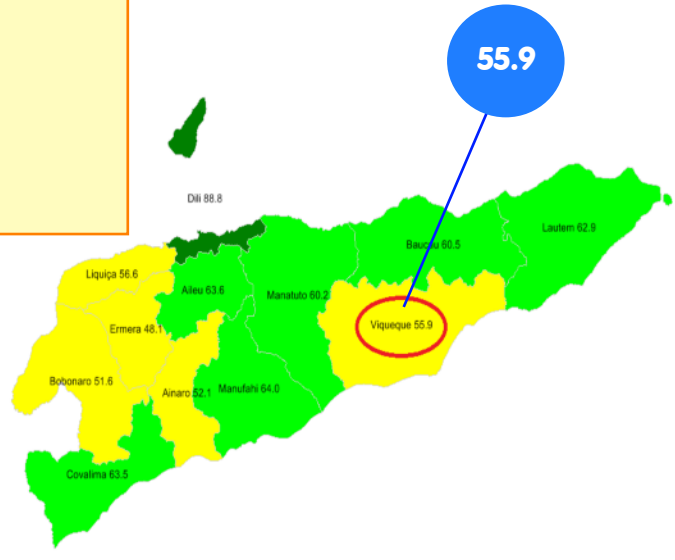 55.9
Dili 88.8
Lautem 62.9
Baucau 60.5
Liquiça 56.6
Aileu 63.6
Manatuto 60.2
Viqueque 55.9
Ermera 48.1
Bobonaro 51.6
Ainaro 52.1
Manufahi 64.0
Covalima 63.5